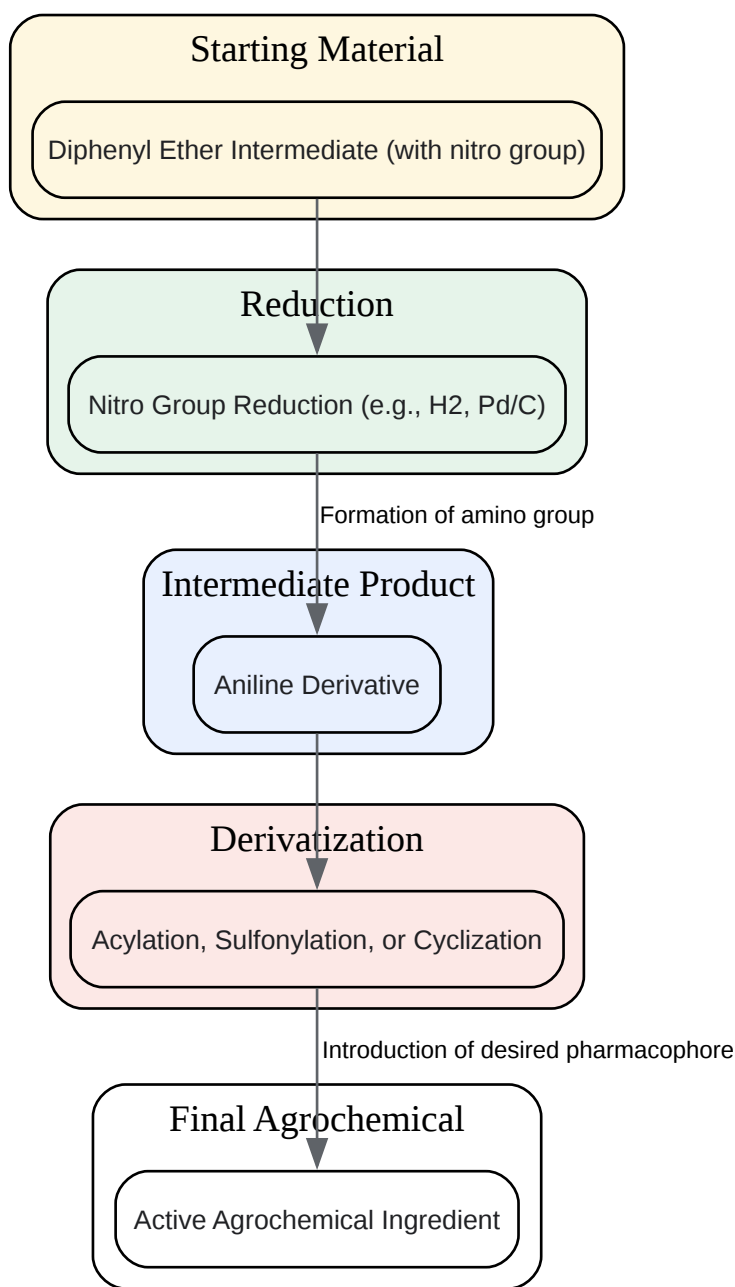 Starting Material
Diphenyl Ether Intermediate (with nitro group)
Reduction
Nitro Group Reduction (e.g., H2, Pd/C)
Formation of amino group
Intermediate Product
Aniline Derivative
Derivatization
Acylation, Sulfonylation, or Cyclization
Introduction of desired pharmacophore
Final Agrochemical
Active Agrochemical Ingredient